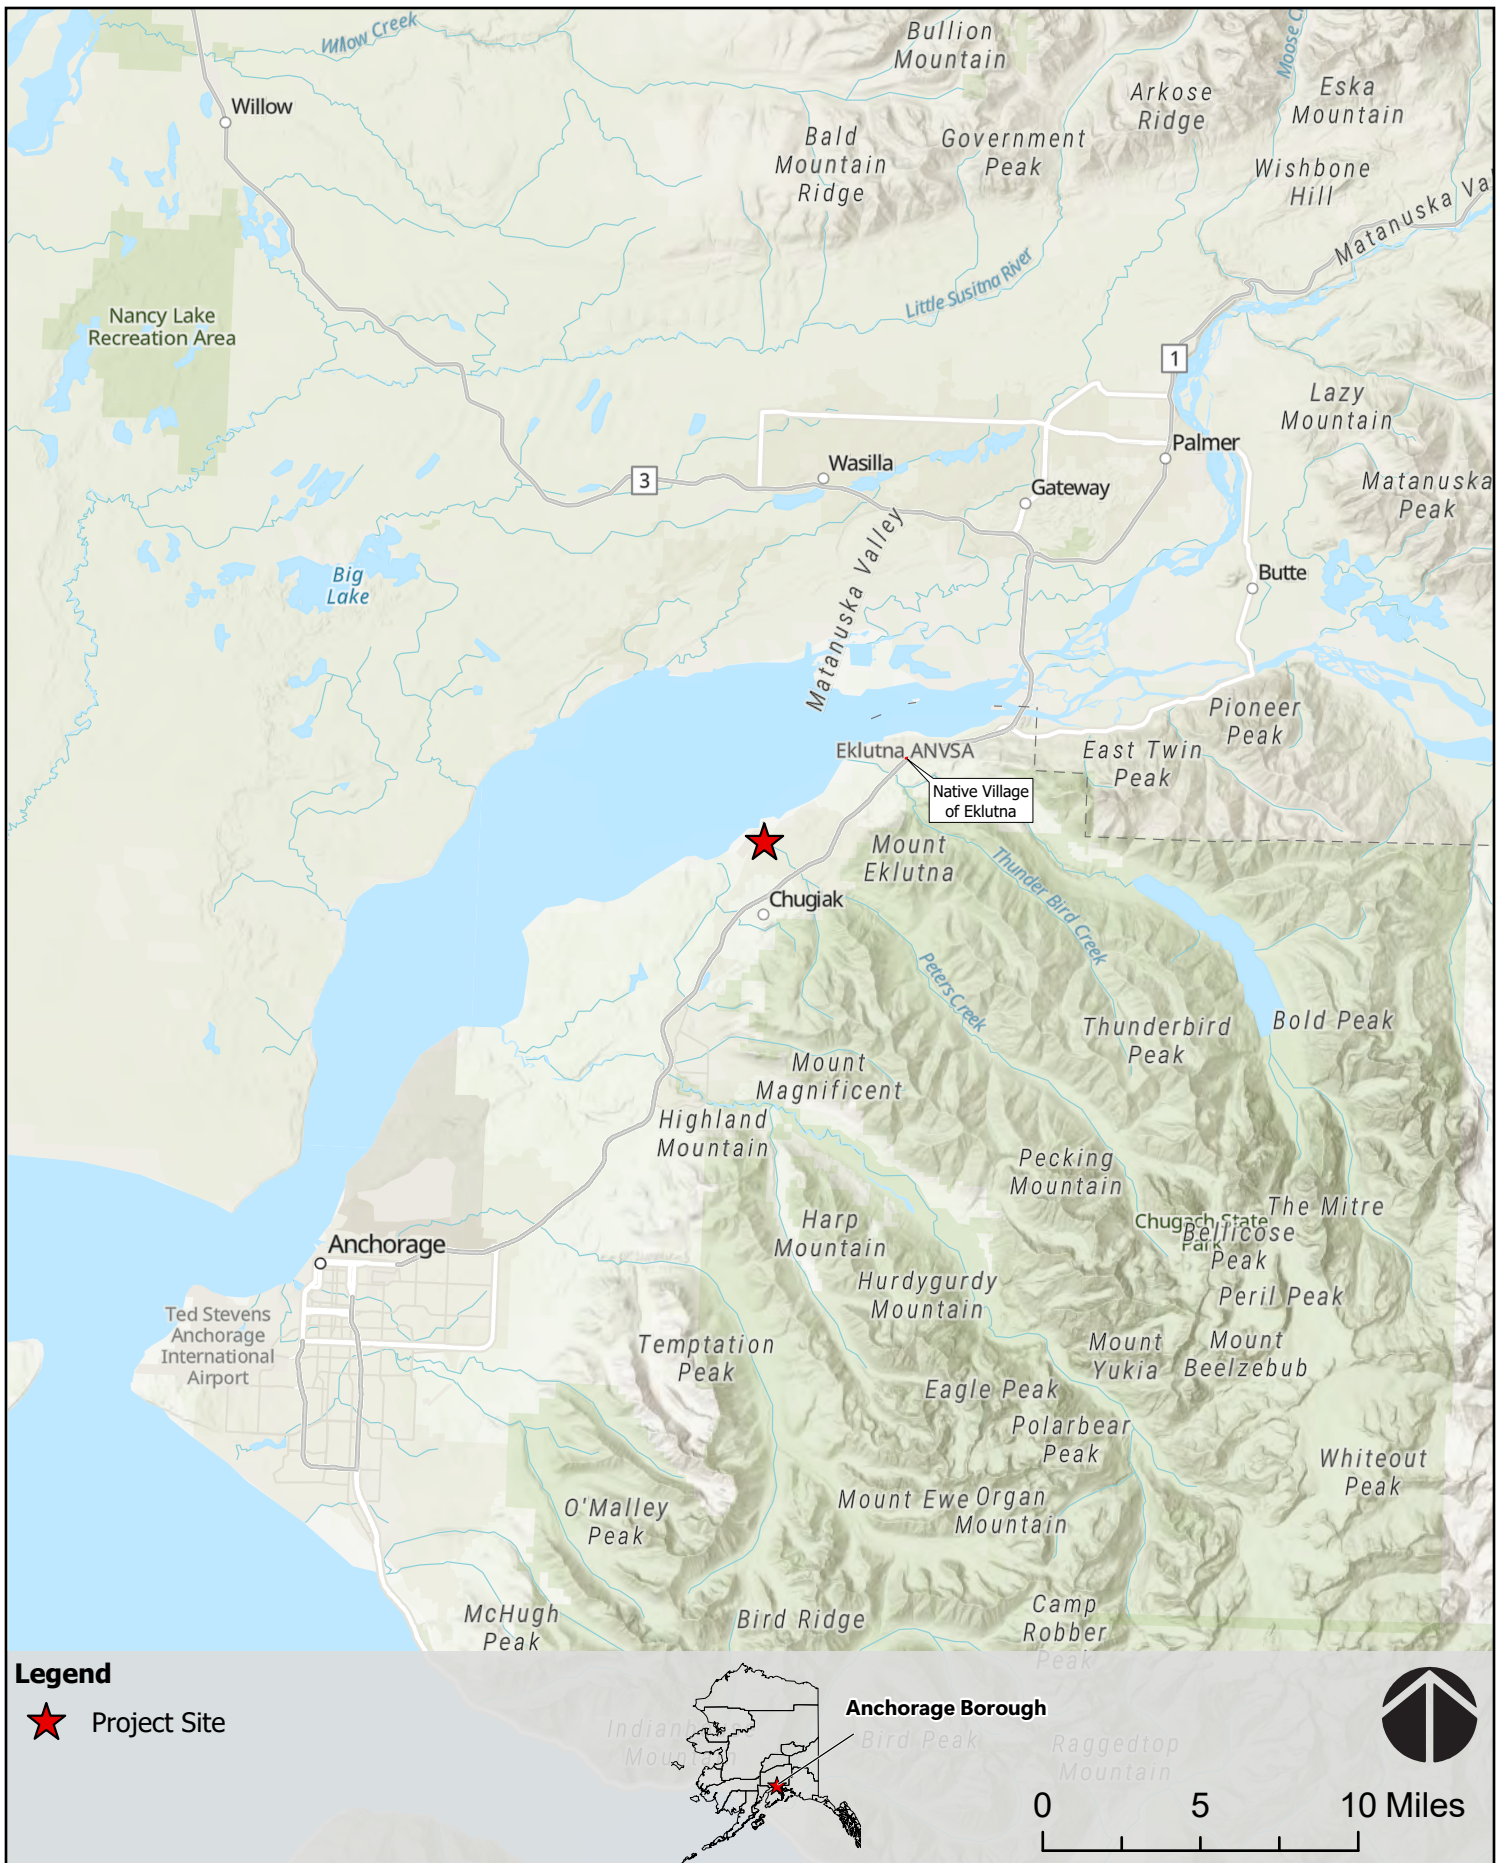 Willow Creek
Bullion
Mountain
Moose C
Willow
Arkose
Ridge
Eska
Mountain
Bald
Mountain
Ridge
Government
Peak
Wishbone
Hill
Matanuska Va
Little Susitna River
Nancy Lake
Recreation Area
1
Lazy
Mountain
Palmer
3
Wasilla
Gateway
Matanuska
Peak
Matanuska Valley
Big
Lake
Butte
Pioneer
Peak
Eklutna ANVSA
East Twin
Peak
Native Village
of Eklutna
Mount
Eklutna
Thunder Bird Creek
Chugiak
Peters Creek
Thunderbird
Peak
Bold Peak
Mount
Magnificent
Highland
Mountain
Pecking
Mountain
The Mitre
Chugach State
Park
Bellicose
Peak
Harp
Mountain
Anchorage
Hurdygurdy
Mountain
Peril Peak
Ted Stevens
Anchorage
International
Airport
Temptation
Peak
Mount
Yukia
Mount
Beelzebub
Eagle Peak
Polarbear
Peak
Whiteout
Peak
O'Malley
Peak
Mount Ewe
Organ
Mountain
McHugh
Peak
Bird Ridge
Camp
Robber
Peak
Legend
Project Site
Anchorage Borough
Bird Peak
Raggedtop
Mountain
Mountain
0 5 10 Miles